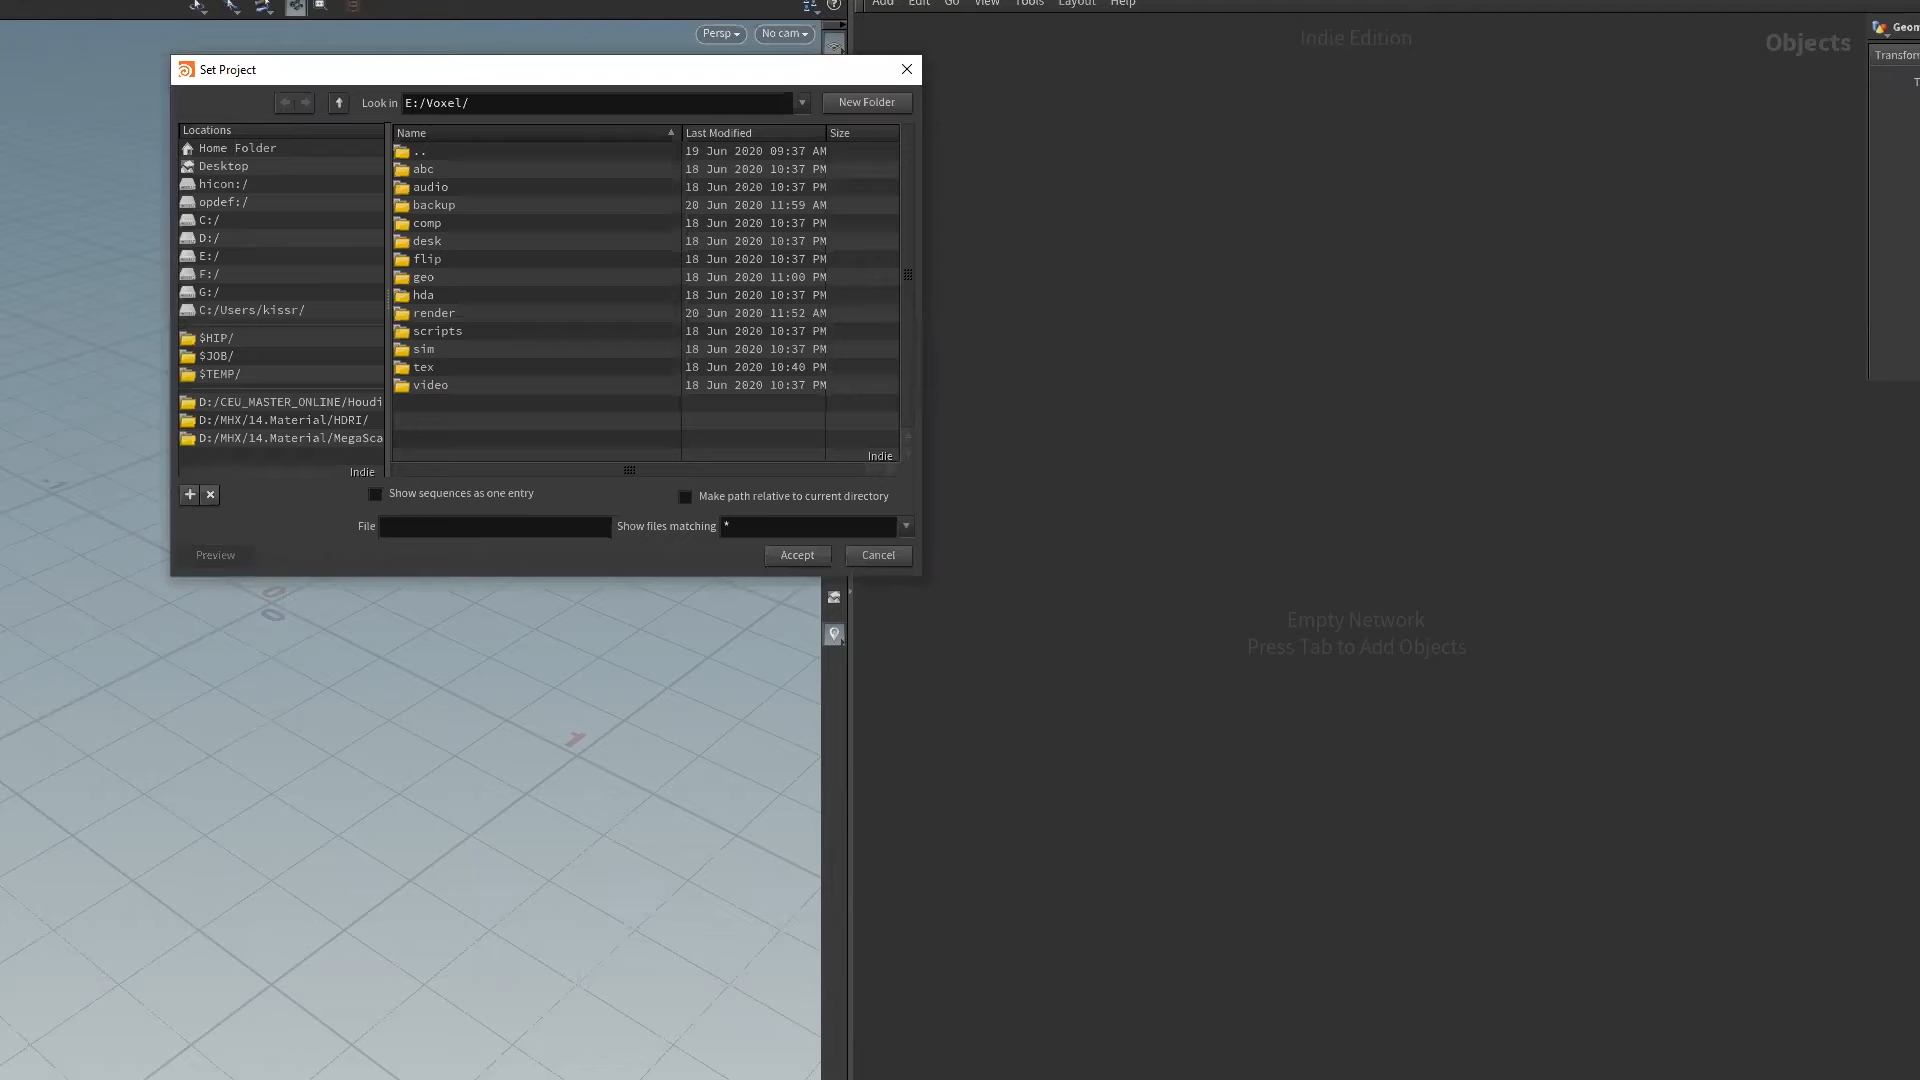 Add Edit Go View Tools Layout Help
Persp No cam
Indie Edition
Objects
Transform
Set Project
Look in E:/Voxel/
New Folder
Locations
Home Folder
Desktop
hicon:/
opdef:/
C:/
D:/
E:/
F:/
G:/
C:/Users/kissr/
$HIP/
$JOB/
$TEMP/
D:/CEU_MASTER_ONLINE/Houdi
D:/MHX/14.Material/HDRI/
D:/MHX/14.Material/MegaSca
Indie
Name Last Modified Size
.. 19 Jun 2020 09:37 AM
abc 18 Jun 2020 10:37 PM
audio 18 Jun 2020 10:37 PM
backup 20 Jun 2020 11:59 AM
comp 18 Jun 2020 10:37 PM
desk 18 Jun 2020 10:37 PM
flip 18 Jun 2020 10:37 PM
geo 18 Jun 2020 11:00 PM
hda 18 Jun 2020 10:37 PM
render 20 Jun 2020 11:52 AM
scripts 18 Jun 2020 10:37 PM
sim 18 Jun 2020 10:37 PM
tex 18 Jun 2020 10:40 PM
video 18 Jun 2020 10:37 PM
Indie
Show sequences as one entry
Make path relative to current directory
File
Show files matching *
Preview
Accept
Cancel
0
0
1
-1
Empty Network
Press Tab to Add Objects